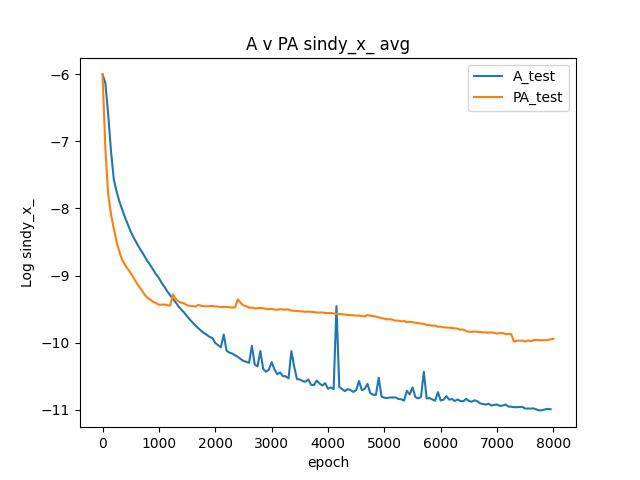 A v PA sindy_x_ avg
A_test
PA_test
−6
−7
−8
−9
−10
−11
Log sindy_x_
0 1000 2000 3000 4000 5000 6000 7000 8000
epoch